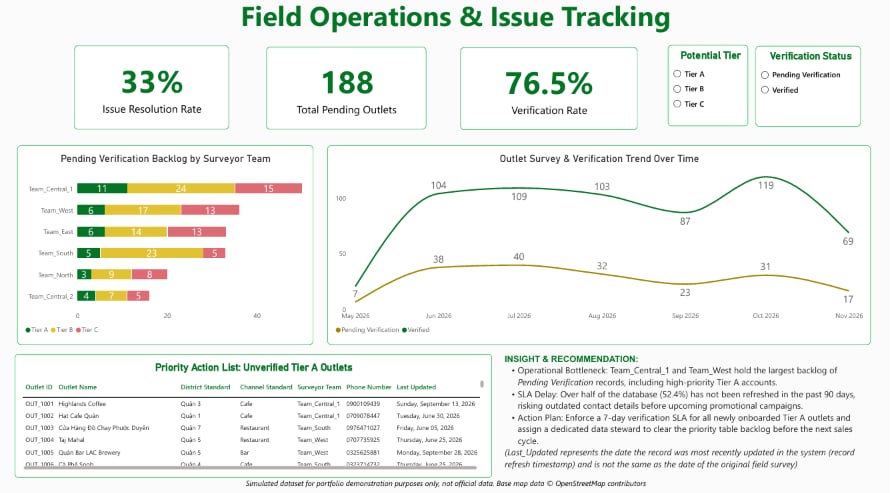 Field Operations & Issue Tracking
33%
Issue Resolution Rate
188
Total Pending Outlets
76.5%
Verification Rate
Potential Tier
Tier A
Tier B
Tier C
Verification Status
Pending Verification
Verified
Pending Verification Backlog by Surveyor Team
Team_Central_1 11 24 15
Team_West 6 17 13
Team_East 6 14 13
Team_South 5 23 5
Team_North 3 9 8
Team_Central_2 4 7 5
0 20 40
Tier A Tier B Tier C
Outlet Survey & Verification Trend Over Time
104 109 103 87 119 69
100
50
0
7 38 40 32 23 31 17
May 2026 Jun 2026 Jul 2026 Aug 2026 Sep 2026 Oct 2026 Nov 2026
Pending Verification Verified
Priority Action List: Unverified Tier A Outlets
Outlet ID Outlet Name District Standard Channel Standard Surveyor Team Phone Number Last Updated
OUT_1001 Highlands Coffee Quận 3 Cafe Team_Central_1 0900109439 Sunday, September 13, 2026
OUT_1002 Hat Cafe Quán Quận 1 Cafe Team_Central_1 0709078447 Tuesday, June 30, 2026
OUT_1003 Cửa Hàng Đồ Chay Phước Duyên Quận 7 Restaurant Team_South 0976471027 Friday, June 05, 2026
OUT_1004 Taj Mahal Quận 5 Restaurant Team_West 0707735925 Thursday, June 25, 2026
OUT_1005 Quán Bar LAC Brewery Quận 5 Bar Team_West 0325625881 Monday, September 28, 2026
OUT_1006 Cà Phê Quận 4 Cafe Team_South 0323714732 Thursday, June 25, 2026
INSIGHT & RECOMMENDATION:
• Operational Bottleneck: Team_Central_1 and Team_West hold the largest backlog of
Pending Verification records, including high-priority Tier A accounts.
• SLA Delay: Over half of the database (52.4%) has not been refreshed in the past 90 days,
risking outdated contact details before upcoming promotional campaigns.
• Action Plan: Enforce a 7-day verification SLA for all newly onboarded Tier A outlets and
assign a dedicated data steward to clear the priority table backlog before the next sales
cycle.
(Last_Updated represents the date the record was most recently updated in the system (record
refresh timestamp) and is not the same as the date of the original field survey)
Simulated dataset for portfolio demonstration purposes only, not official data. Base map data © OpenStreetMap contributors